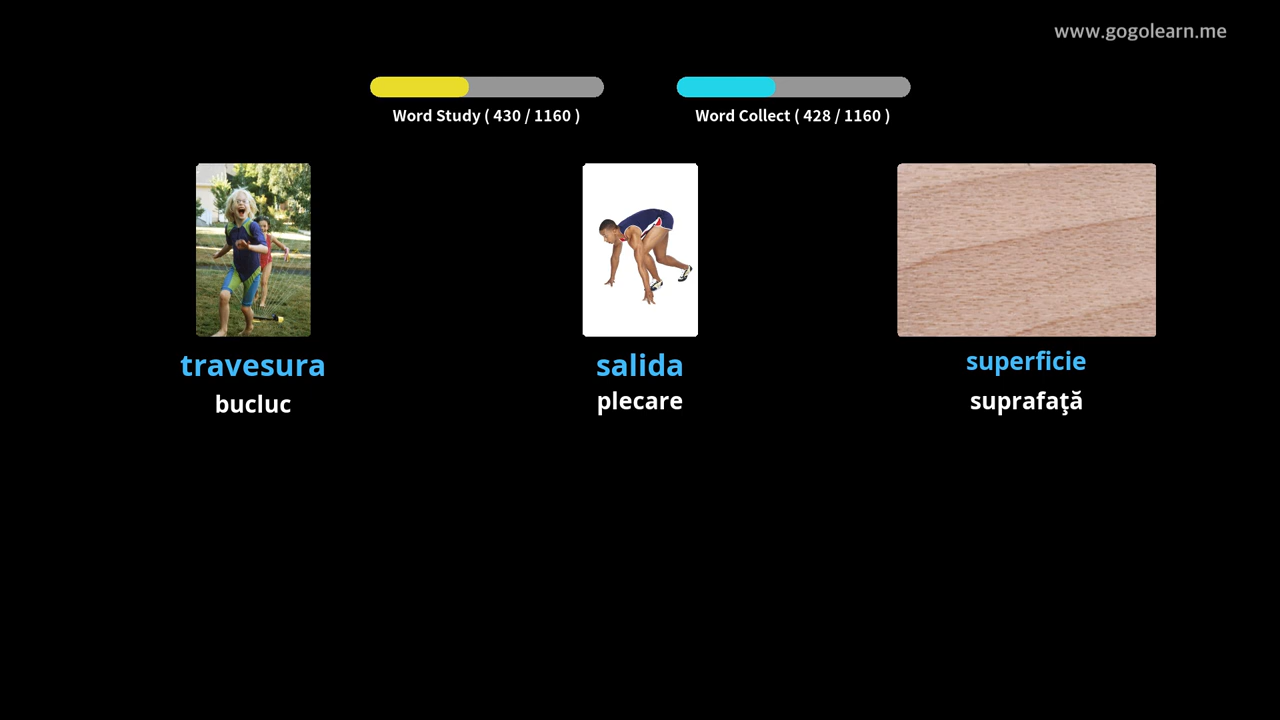 www.gogolearn.me
Word Study ( 430 / 1160 )
Word Collect ( 428 / 1160 )
travesura
bucluc
salida
plecare
superficie
suprafaţă